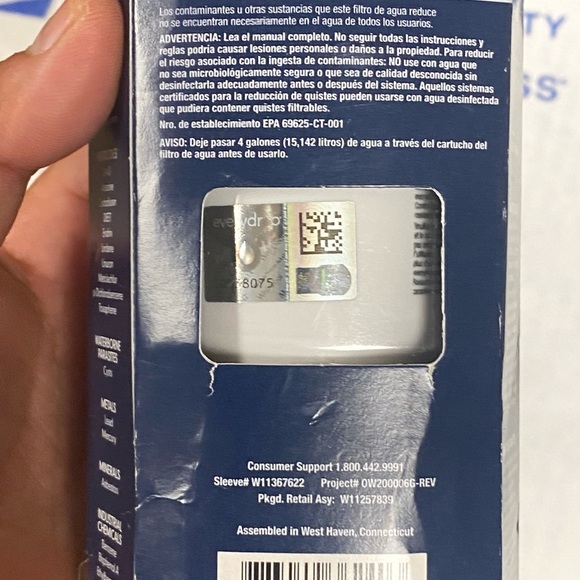 Los contaminantes u otras sustancias que este filtro de agua reduce
no se encuentran necesariamente en el agua de todos los usuarios.
ADVERTENCIA: Lea el manual completo. No seguir todas las instrucciones y
reglas podría causar lesiones personales o daños a la propiedad. Para reducir
el riesgo asociado con la ingesta de contaminantes: NO use con agua que
no sea microbiológicamente segura o que sea de calidad desconocida sin
desinfectarla adecuadamente antes o después del sistema. Aquellos sistemas
certificados para la reducción de quistes pueden usarse con agua desinfectada
que pudiera contener quistes filtrables.
Nro. de establecimiento EPA 69625-CT-001
AVISO: Deje pasar 4 galones (15,142 litros) de agua a través del cartucho del
filtro de agua antes de usarlo.
WATERBORNE
PARASITES
Cysts
METALS
Lead
Mercury
MINERALS
Asbestos
INDUSTRIAL
CHEMICALS
Benzene
Bisphenol A
Consumer Support 1.800.442.9991
Sleeve# W11367622 Project# OW200006G-REV
Pkgd. Retail Asy: W11257839
Assembled in West Haven, Connecticut